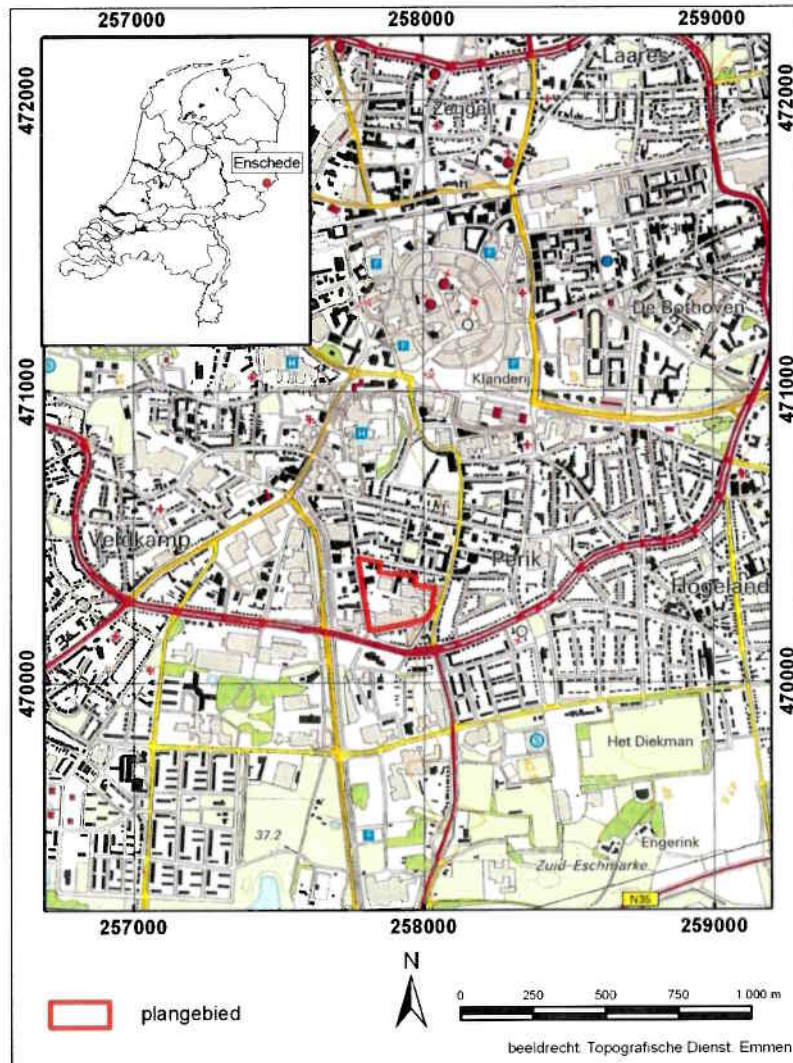 257000 258000 259000
472000 472000
Laares
Zeggelt
Enschede
De Bothoven
Klanderij
471000 471000
H
H
P
P
P
P
Veldkamp
Perik
Hogeland
470000 470000
Het Diekman
37.2
Engerink
Zuid-Eschmarke
N35
257000 258000 259000
N
plangebied
0 250 500 750 1 000 m
beeldrecht Topografische Dienst Emmen